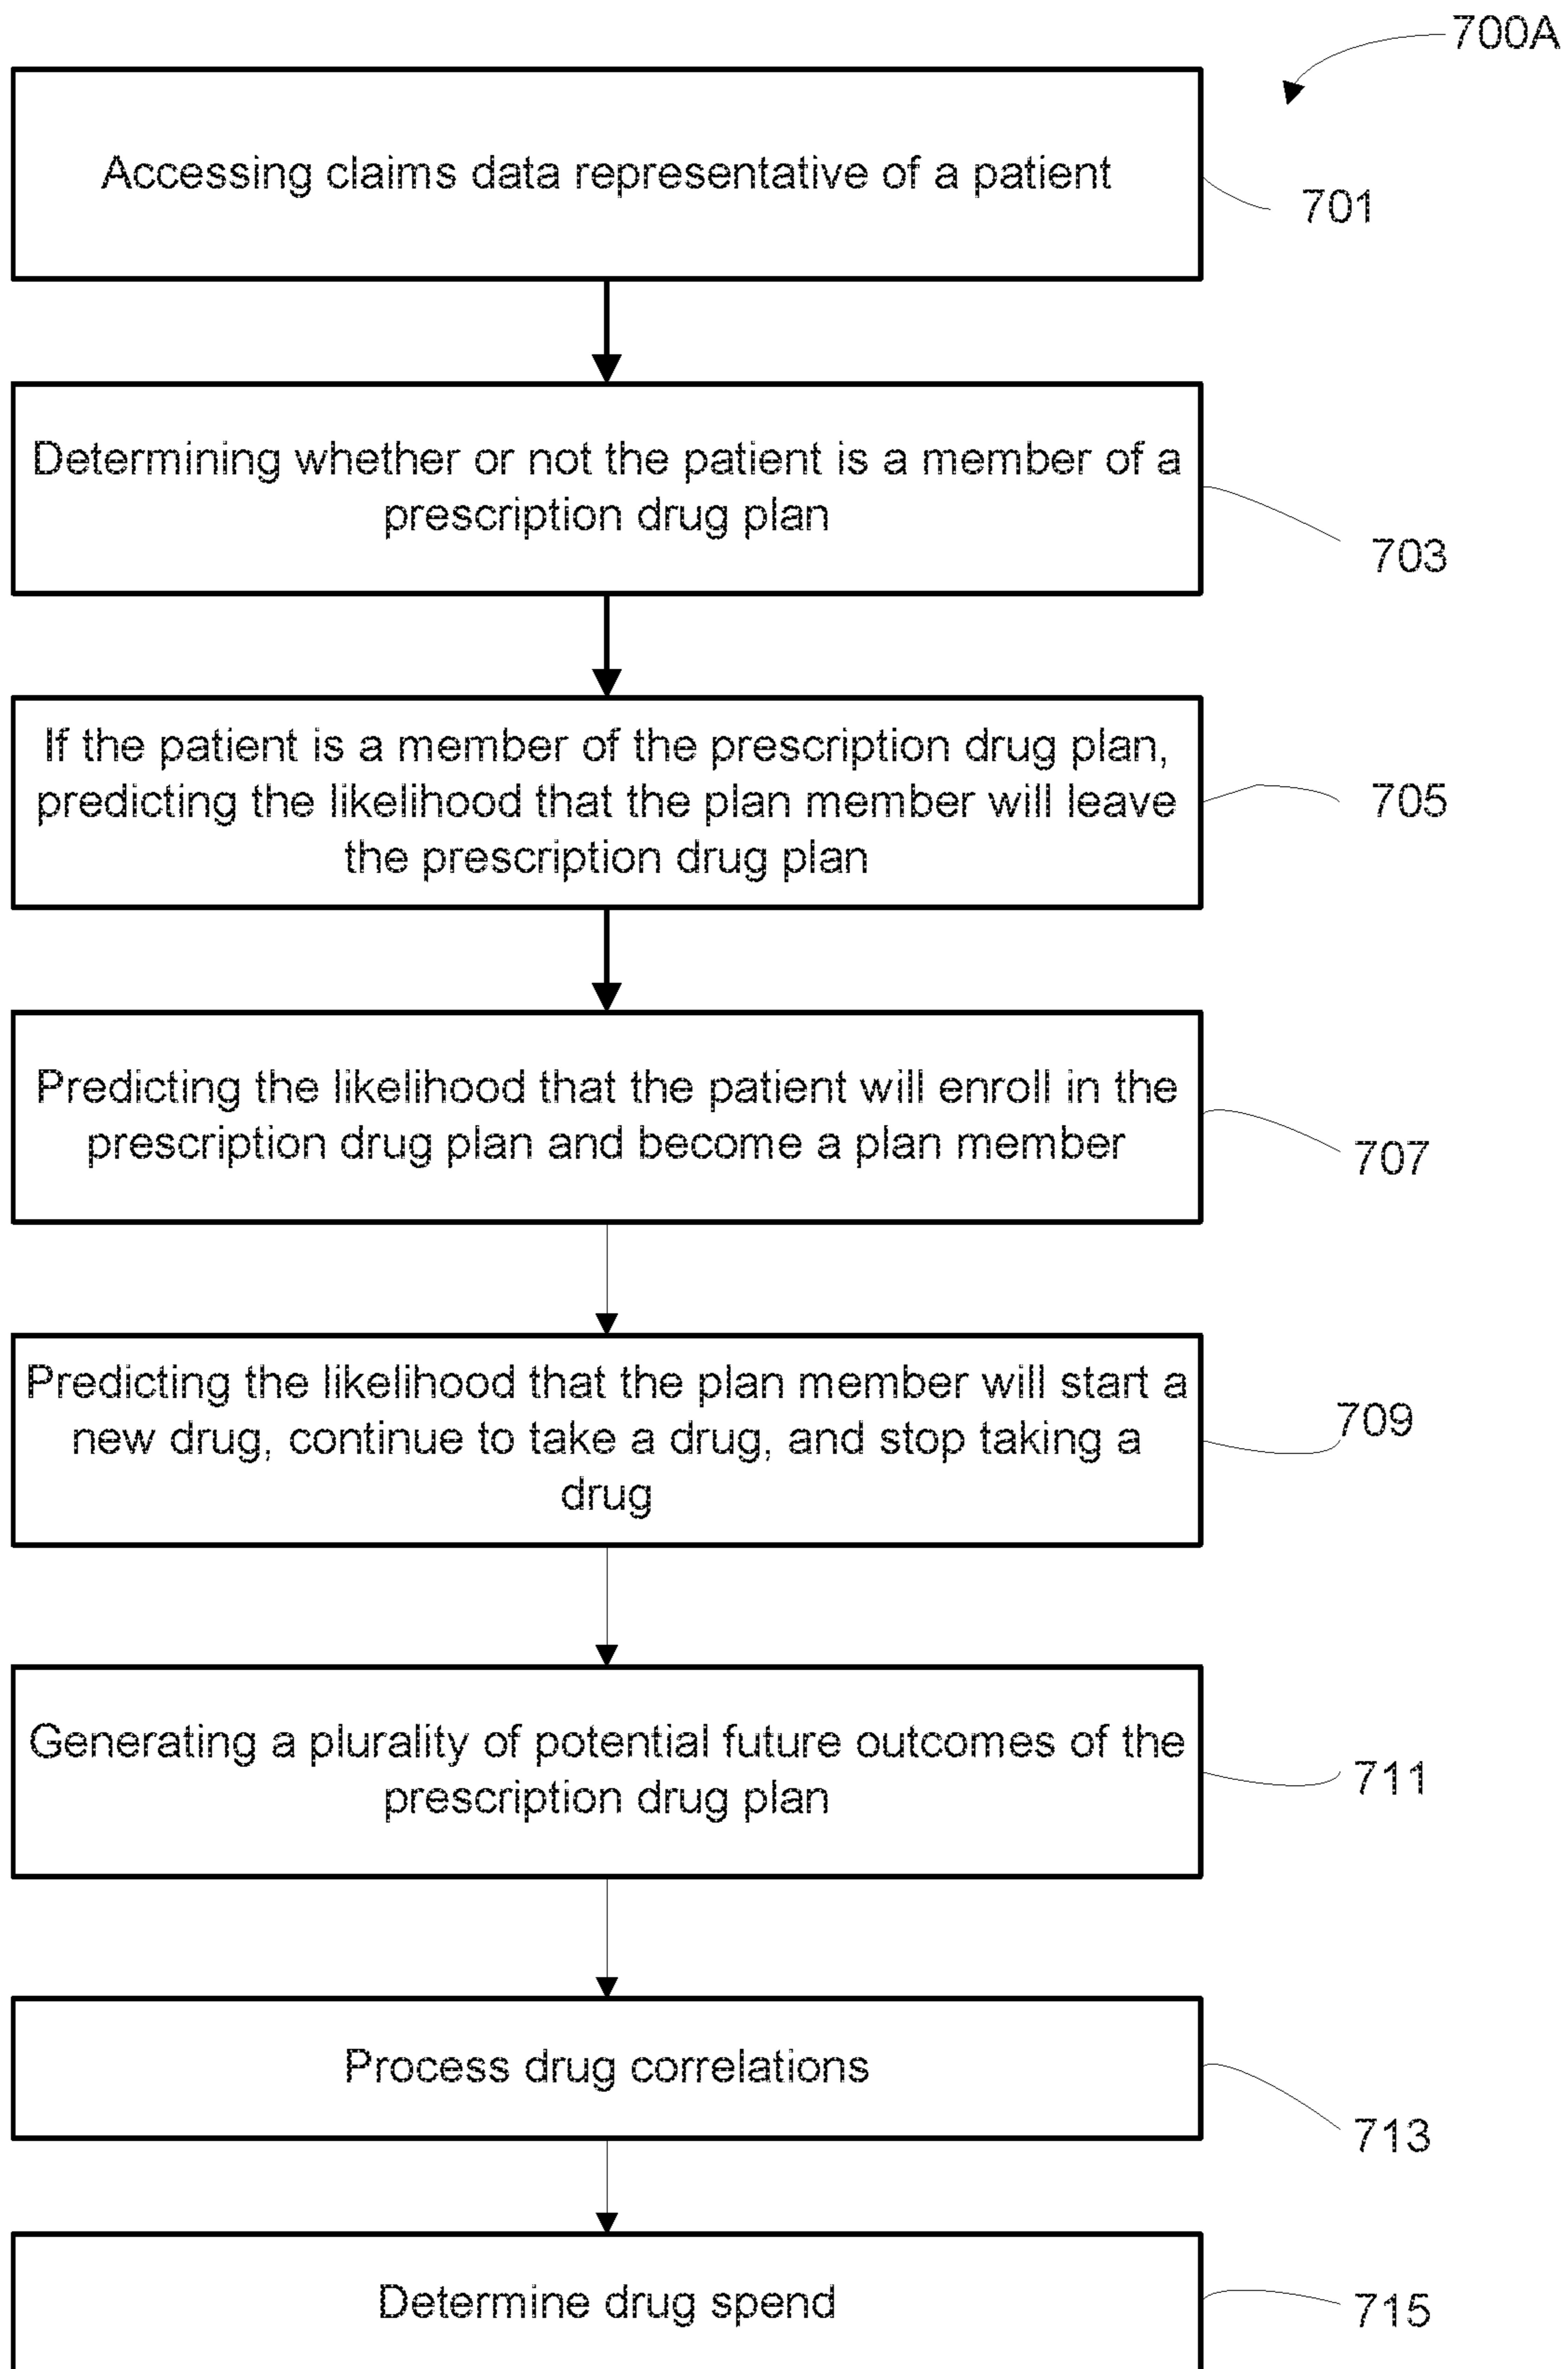 700A
Accessing claims data representative of a patient
701
Determining whether or not the patient is a member of a
prescription drug plan
703
If the patient is a member of the prescription drug plan,
predicting the likelihood that the plan member will leave
the prescription drug plan
705
Predicting the likelihood that the patient will enroll in the
prescription drug plan and become a plan member
707
Predicting the likelihood that the plan member will start a
new drug, continue to take a drug, and stop taking a
drug
709
Generating a plurality of potential future outcomes of the
prescription drug plan
711
Process drug correlations
713
Determine drug spend
715